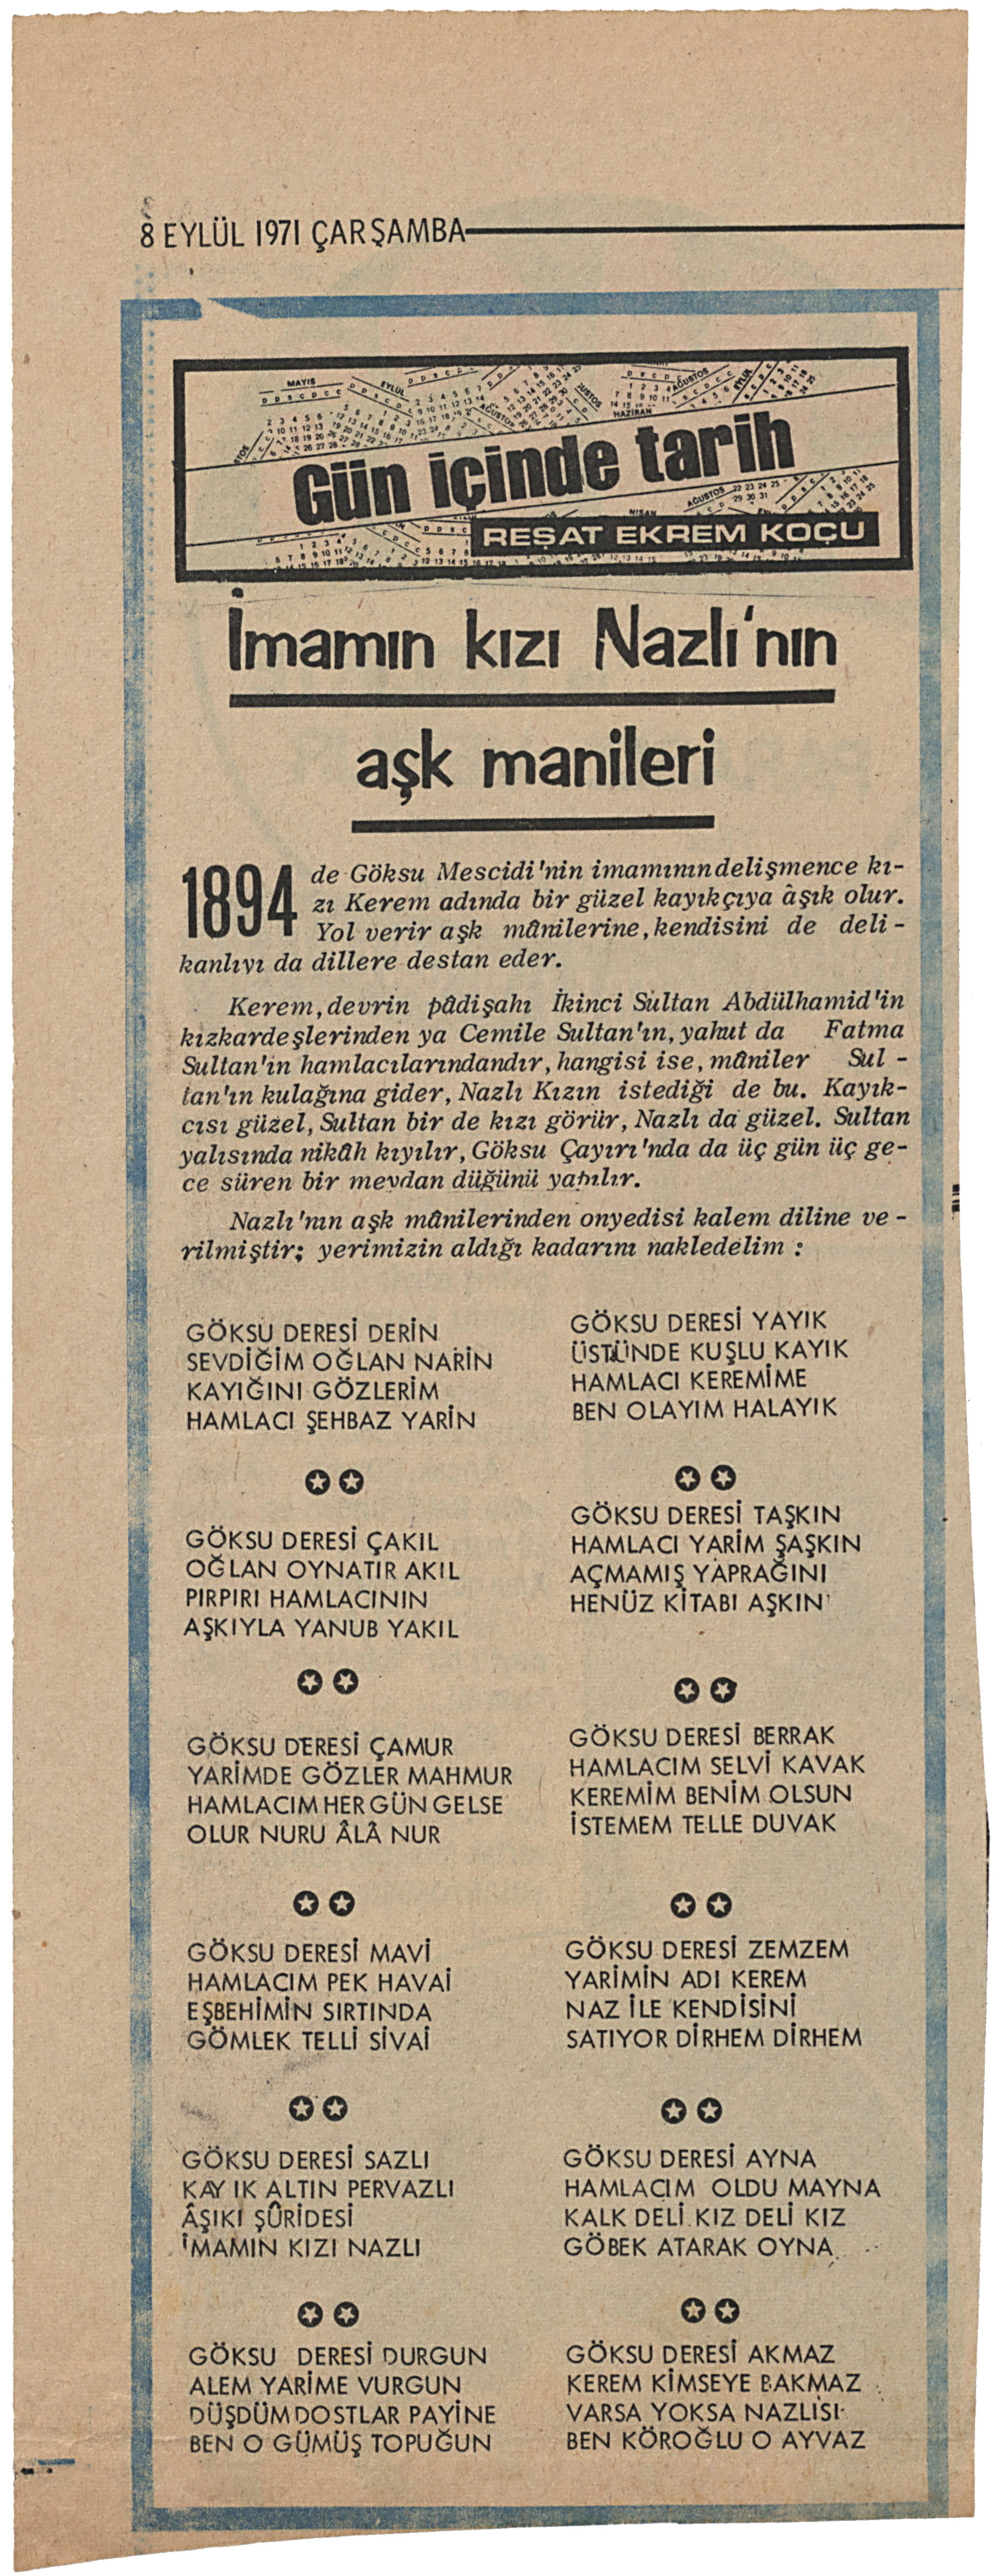 8 EYLÜL 1971 ÇARŞAMBA
Gün içinde tarih
REŞAT EKREM KOÇU
İmamın kızı Nazlı'nın
aşk manileri
1894 de Göksu Mescidi'nin imamının delişmence kı-
zı Kerem adında bir güzel kayıkçıya âşık olur.
Yol verir aşk mânilerine, kendisini de deli -
kanlıyı da dillere destan eder.
Kerem, devrin pâdişahı İkinci Sultan Abdülhamid'in
kızkardeşlerinden ya Cemile Sultan'ın, yahut da Fatma
Sultan'ın hamlacılarındandır, hangisi ise, mâniler Sul -
tan'ın kulağına gider, Nazlı Kızın istediği de bu. Kayık-
cısı güzel, Sultan bir de kızı görür, Nazlı da güzel. Sultan
yalısında nikâh kıyılır, Göksu Çayırı'nda da üç gün üç ge-
ce süren bir meydan düğünü yapılır.
Nazlı'nın aşk mânilerinden onyedisi kalem diline ve -
rilmiştir; yerimizin aldığı kadarını nakledelim :
GÖKSU DERESİ DERİN
SEVDİĞİM OĞLAN NARİN
KAYIĞINI GÖZLERİM
HAMLACI ŞEHBAZ YARİN
GÖKSU DERESİ ÇAKIL
OĞLAN OYNATIR AKIL
PIRPIRI HAMLACININ
AŞKIYLA YANUB YAKIL
GÖKSU DERESİ ÇAMUR
YARİMDE GÖZLER MAHMUR
HAMLACIM HER GÜN GELSE
OLUR NURU ÂLÂ NUR
GÖKSU DERESİ MAVİ
HAMLACIM PEK HAVAİ
EŞBEHİMİN SIRTINDA
GÖMLEK TELLİ SİVAİ
GÖKSU DERESİ SAZLI
KAYIK ALTIN PERVAZLI
ÂŞIKI ŞÛRİDESİ
İMAMIN KIZI NAZLI
GÖKSU DERESİ DURGUN
ALEM YARİME VURGUN
DÜŞDÜM DOSTLAR PAYİNE
BEN O GÜMÜŞ TOPUĞUN
GÖKSU DERESİ YAYIK
ÜSTÜNDE KUŞLU KAYIK
HAMLACI KEREMİME
BEN OLAYIM HALAYIK
GÖKSU DERESİ TAŞKIN
HAMLACI YARİM ŞAŞKIN
AÇMAMIŞ YAPRAĞINI
HENÜZ KİTABI AŞKIN
GÖKSU DERESİ BERRAK
HAMLACIM SELVİ KAVAK
KEREMİM BENİM OLSUN
İSTEMEM TELLE DUVAK
GÖKSU DERESİ ZEMZEM
YARİMİN ADI KEREM
NAZ İLE KENDİSİNİ
SATIYOR DİRHEM DİRHEM
GÖKSU DERESİ AYNA
HAMLACIM OLDU MAYNA
KALK DELİ KIZ DELİ KIZ
GÖBEK ATARAK OYNA
GÖKSU DERESİ AKMAZ
KEREM KİMSEYE BAKMAZ
VARSA YOKSA NAZLISI
BEN KÖROĞLU O AYVAZ